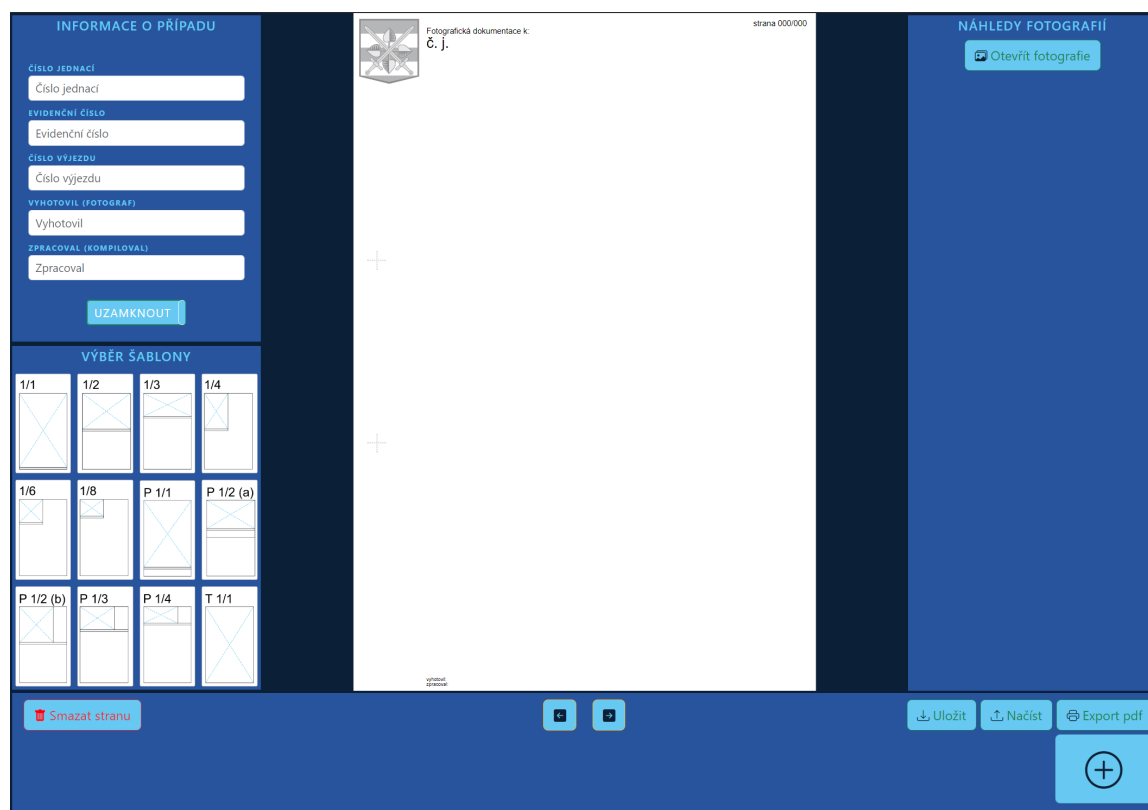 INFORMACE O PŘÍPADU
ČÍSLO JEDNACÍ
Číslo jednací
EVIDENČNÍ ČÍSLO
Evidenční číslo
ČÍSLO VÝJEZDU
Číslo výjezdu
VYHOTOVIL (FOTOGRAF)
Vyhotovil
ZPRACOVAL (KOMPILOVAL)
Zpracoval
UZAMKNOUT
VÝBĚR ŠABLONY
1/1 1/2 1/3 1/4
1/6 1/8 P 1/1 P 1/2 (a)
P 1/2 (b) P 1/3 P 1/4 T 1/1
Fotografická dokumentace k:
č. j.
strana 000/000
vyhotovil:
zpracoval:
NÁHLEDY FOTOGRAFIÍ
Otevřít fotografie
Smazat stranu
Uložit
Načíst
Export pdf